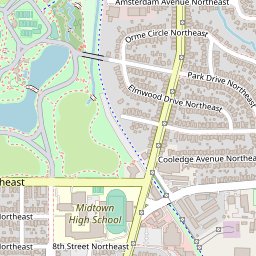 Amsterdam Avenue Northeast
Orme Circle Northeast
Park Drive Northeast
Elmwood Drive Northeast
Cooledge Avenue Northea
heast
Midtown
High School
Northeast
8th Street Northeast
Northeast